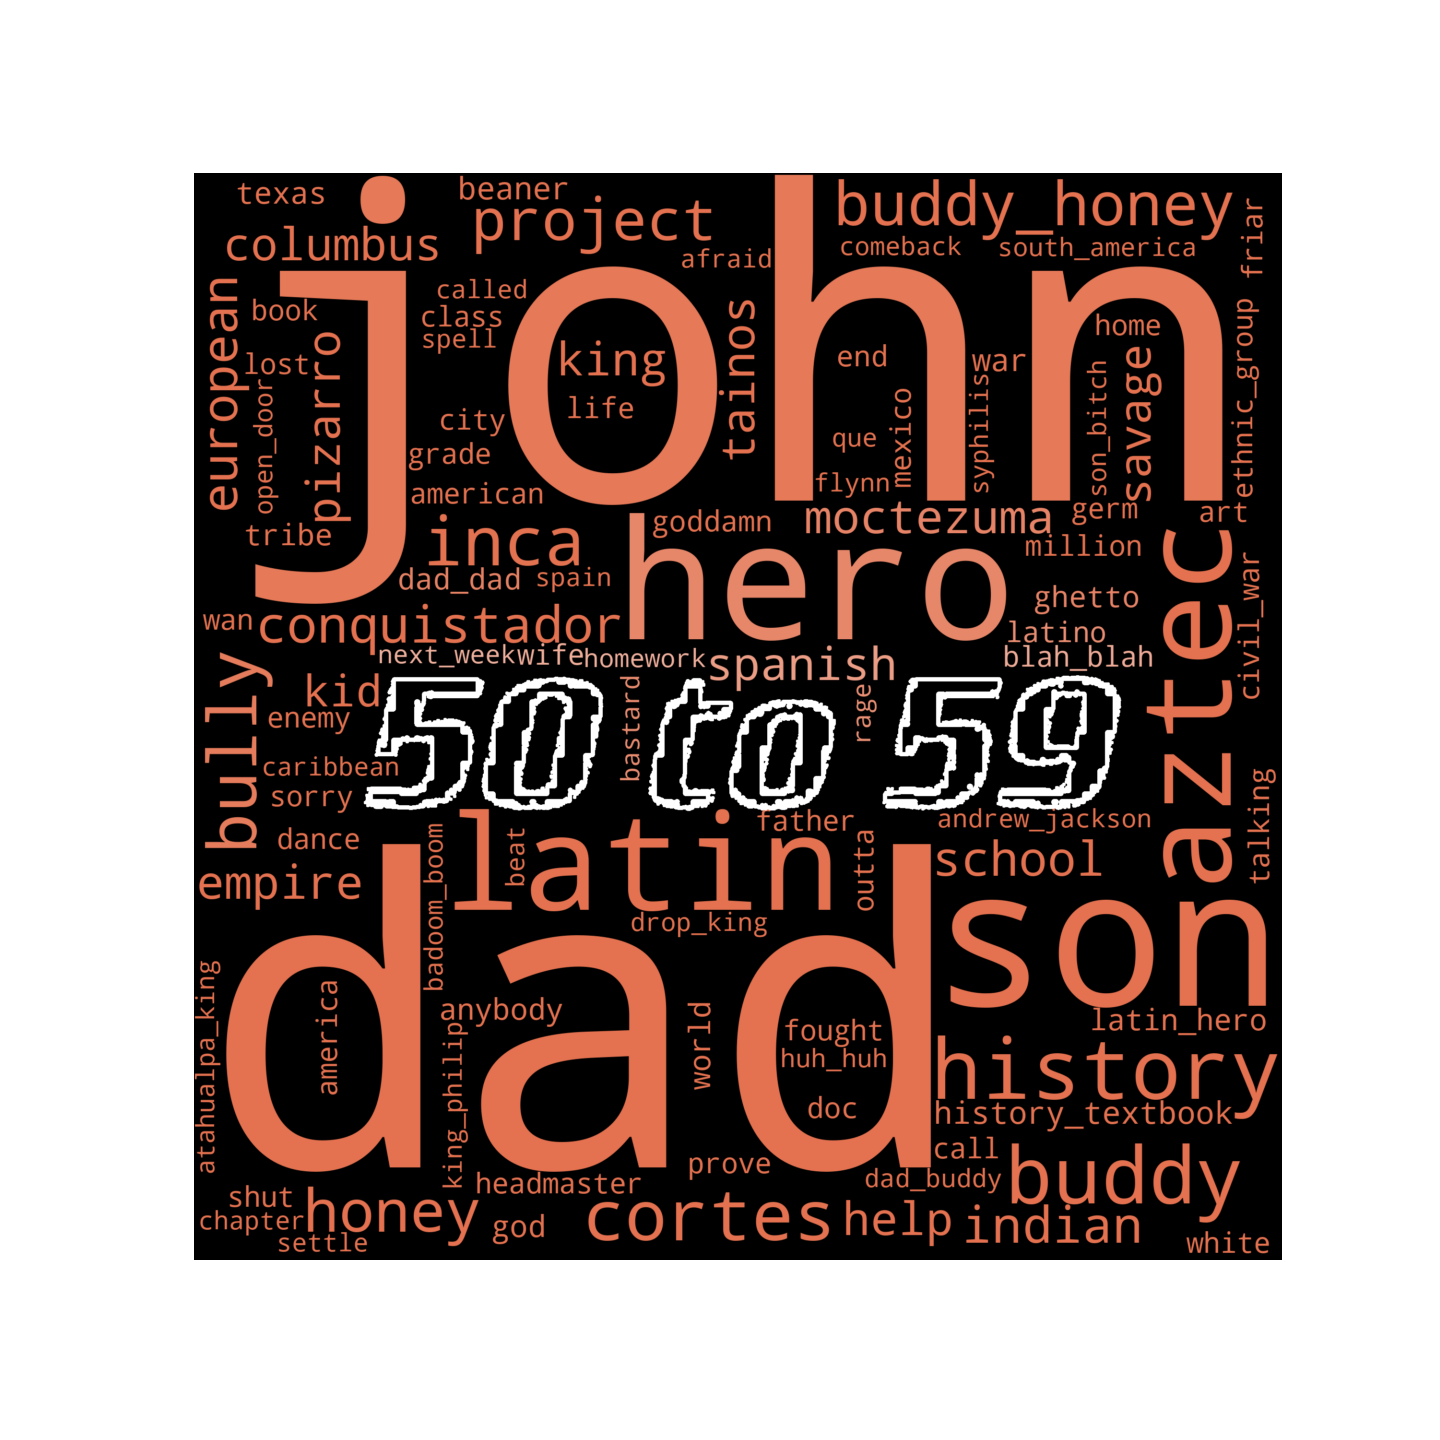 texas
beaner
project
buddy_honey
friar
columbus
john
comeback
south_america
afraid
european
book
called
class
spell
king
life
tainos
end
war
home
savage
ethnic_group
lost
open_door
pizarro
city
grade
american
que
mexico
syphilis
son_bitch
flynn
tribe
inca
goddamn
moctezuma
germ
art
million
aztec
hero
dad_dad
spain
ghetto
civil_war
wan
conquistador
latino
next_week
wife
homework
spanish
blah_blah
bully
kid
enemy
50 to 59
bastard
rage
caribbean
sorry
talking
dance
latin
father
andrew_jackson
empire
badoom_boom
beat
outta
school
drop_king
son
dad
atahualpa_king
america
anybody
king_philip
world
fought
huh_huh
doc
latin_hero
history
history_textbook
call
prove
dad_buddy
buddy
headmaster
shut
chapter
honey
god
cortes
help
indian
settle
white